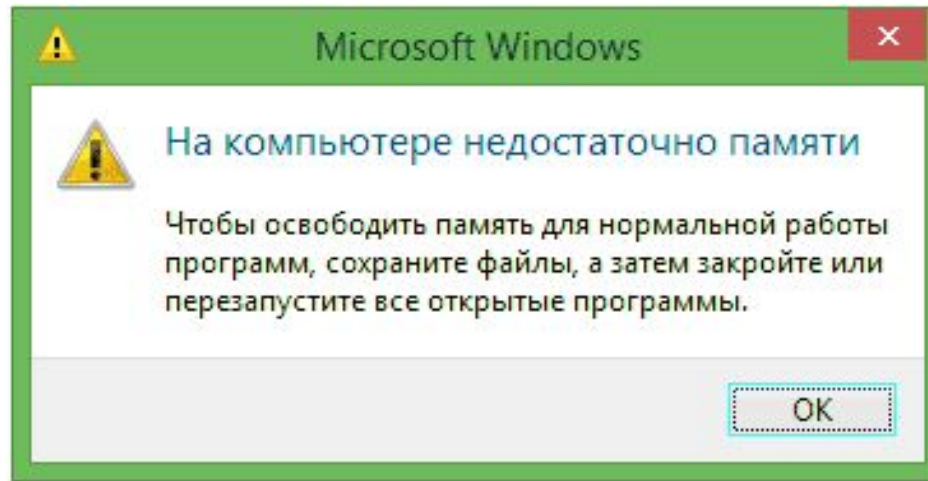 Microsoft Windows
На компьютере недостаточно памяти
Чтобы освободить память для нормальной работы
программ, сохраните файлы, а затем закройте или
перезапустите все открытые программы.
OK